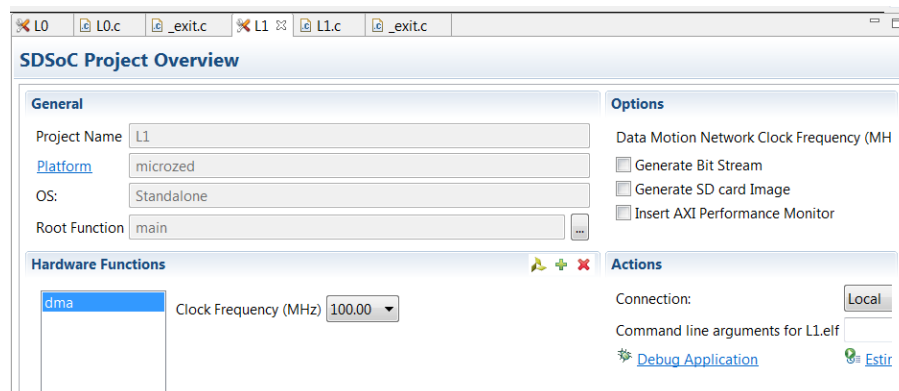 L0 L0.c _exit.c L1 L1.c _exit.c
SDSoC Project Overview
General
Project Name L1
Platform microzed
OS: Standalone
Root Function main ...
Options
Data Motion Network Clock Frequency (MH
Generate Bit Stream
Generate SD card Image
Insert AXI Performance Monitor
Hardware Functions
dma
Clock Frequency (MHz) 100.00
Actions
Connection: Local
Command line arguments for L1.elf
Debug Application Estir